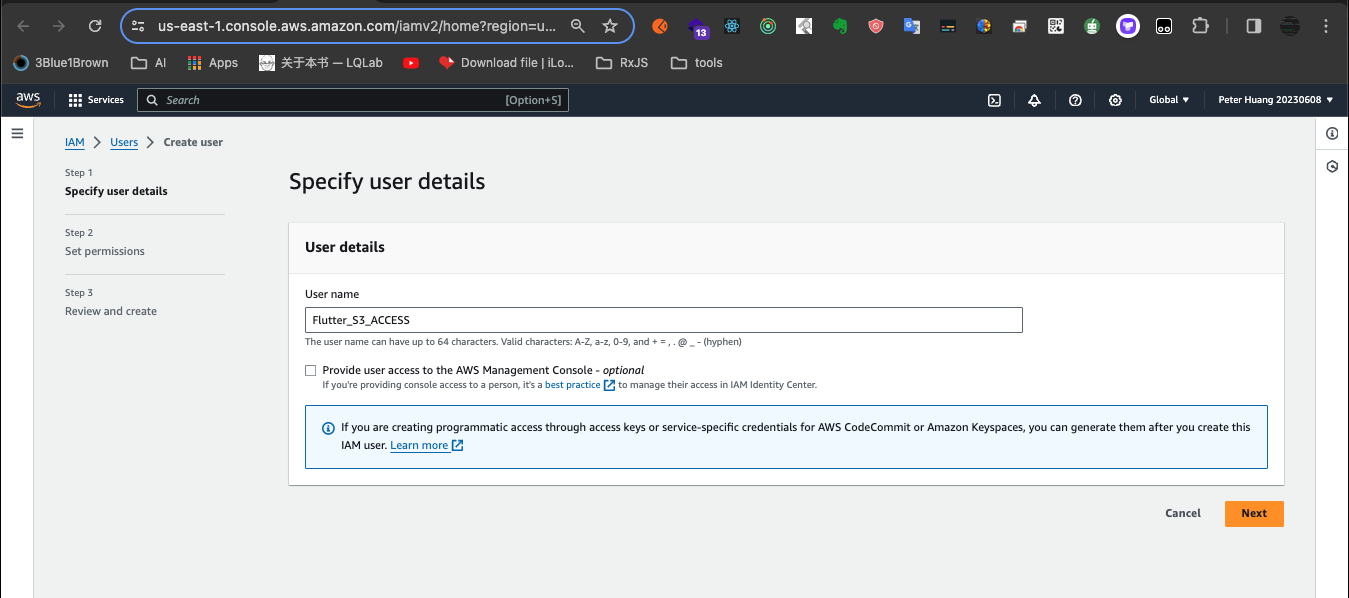 us-east-1.console.aws.amazon.com/iamv2/home?region=u...
13
3Blue1Brown
AI
Apps
关于本书 — LQLab
Download file | iLo...
RxJS
tools
aws
Services
Search
[Option+S]
Global
Peter Huang 20230608
IAM
Users
Create user
Step 1
Specify user details
Step 2
Set permissions
Step 3
Review and create
Specify user details
User details
User name
Flutter_S3_ACCESS
The user name can have up to 64 characters. Valid characters: A-Z, a-z, 0-9, and + = , . @ _ - (hyphen)
Provide user access to the AWS Management Console - optional
If you're providing console access to a person, it's a best practice to manage their access in IAM Identity Center.
If you are creating programmatic access through access keys or service-specific credentials for AWS CodeCommit or Amazon Keyspaces, you can generate them after you create this
IAM user. Learn more
Cancel
Next